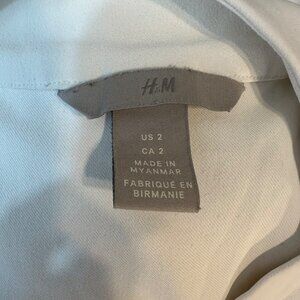 H&M
US 2
CA 2
MADE IN
MYANMAR
FABRIQUÉ EN
BIRMANIE